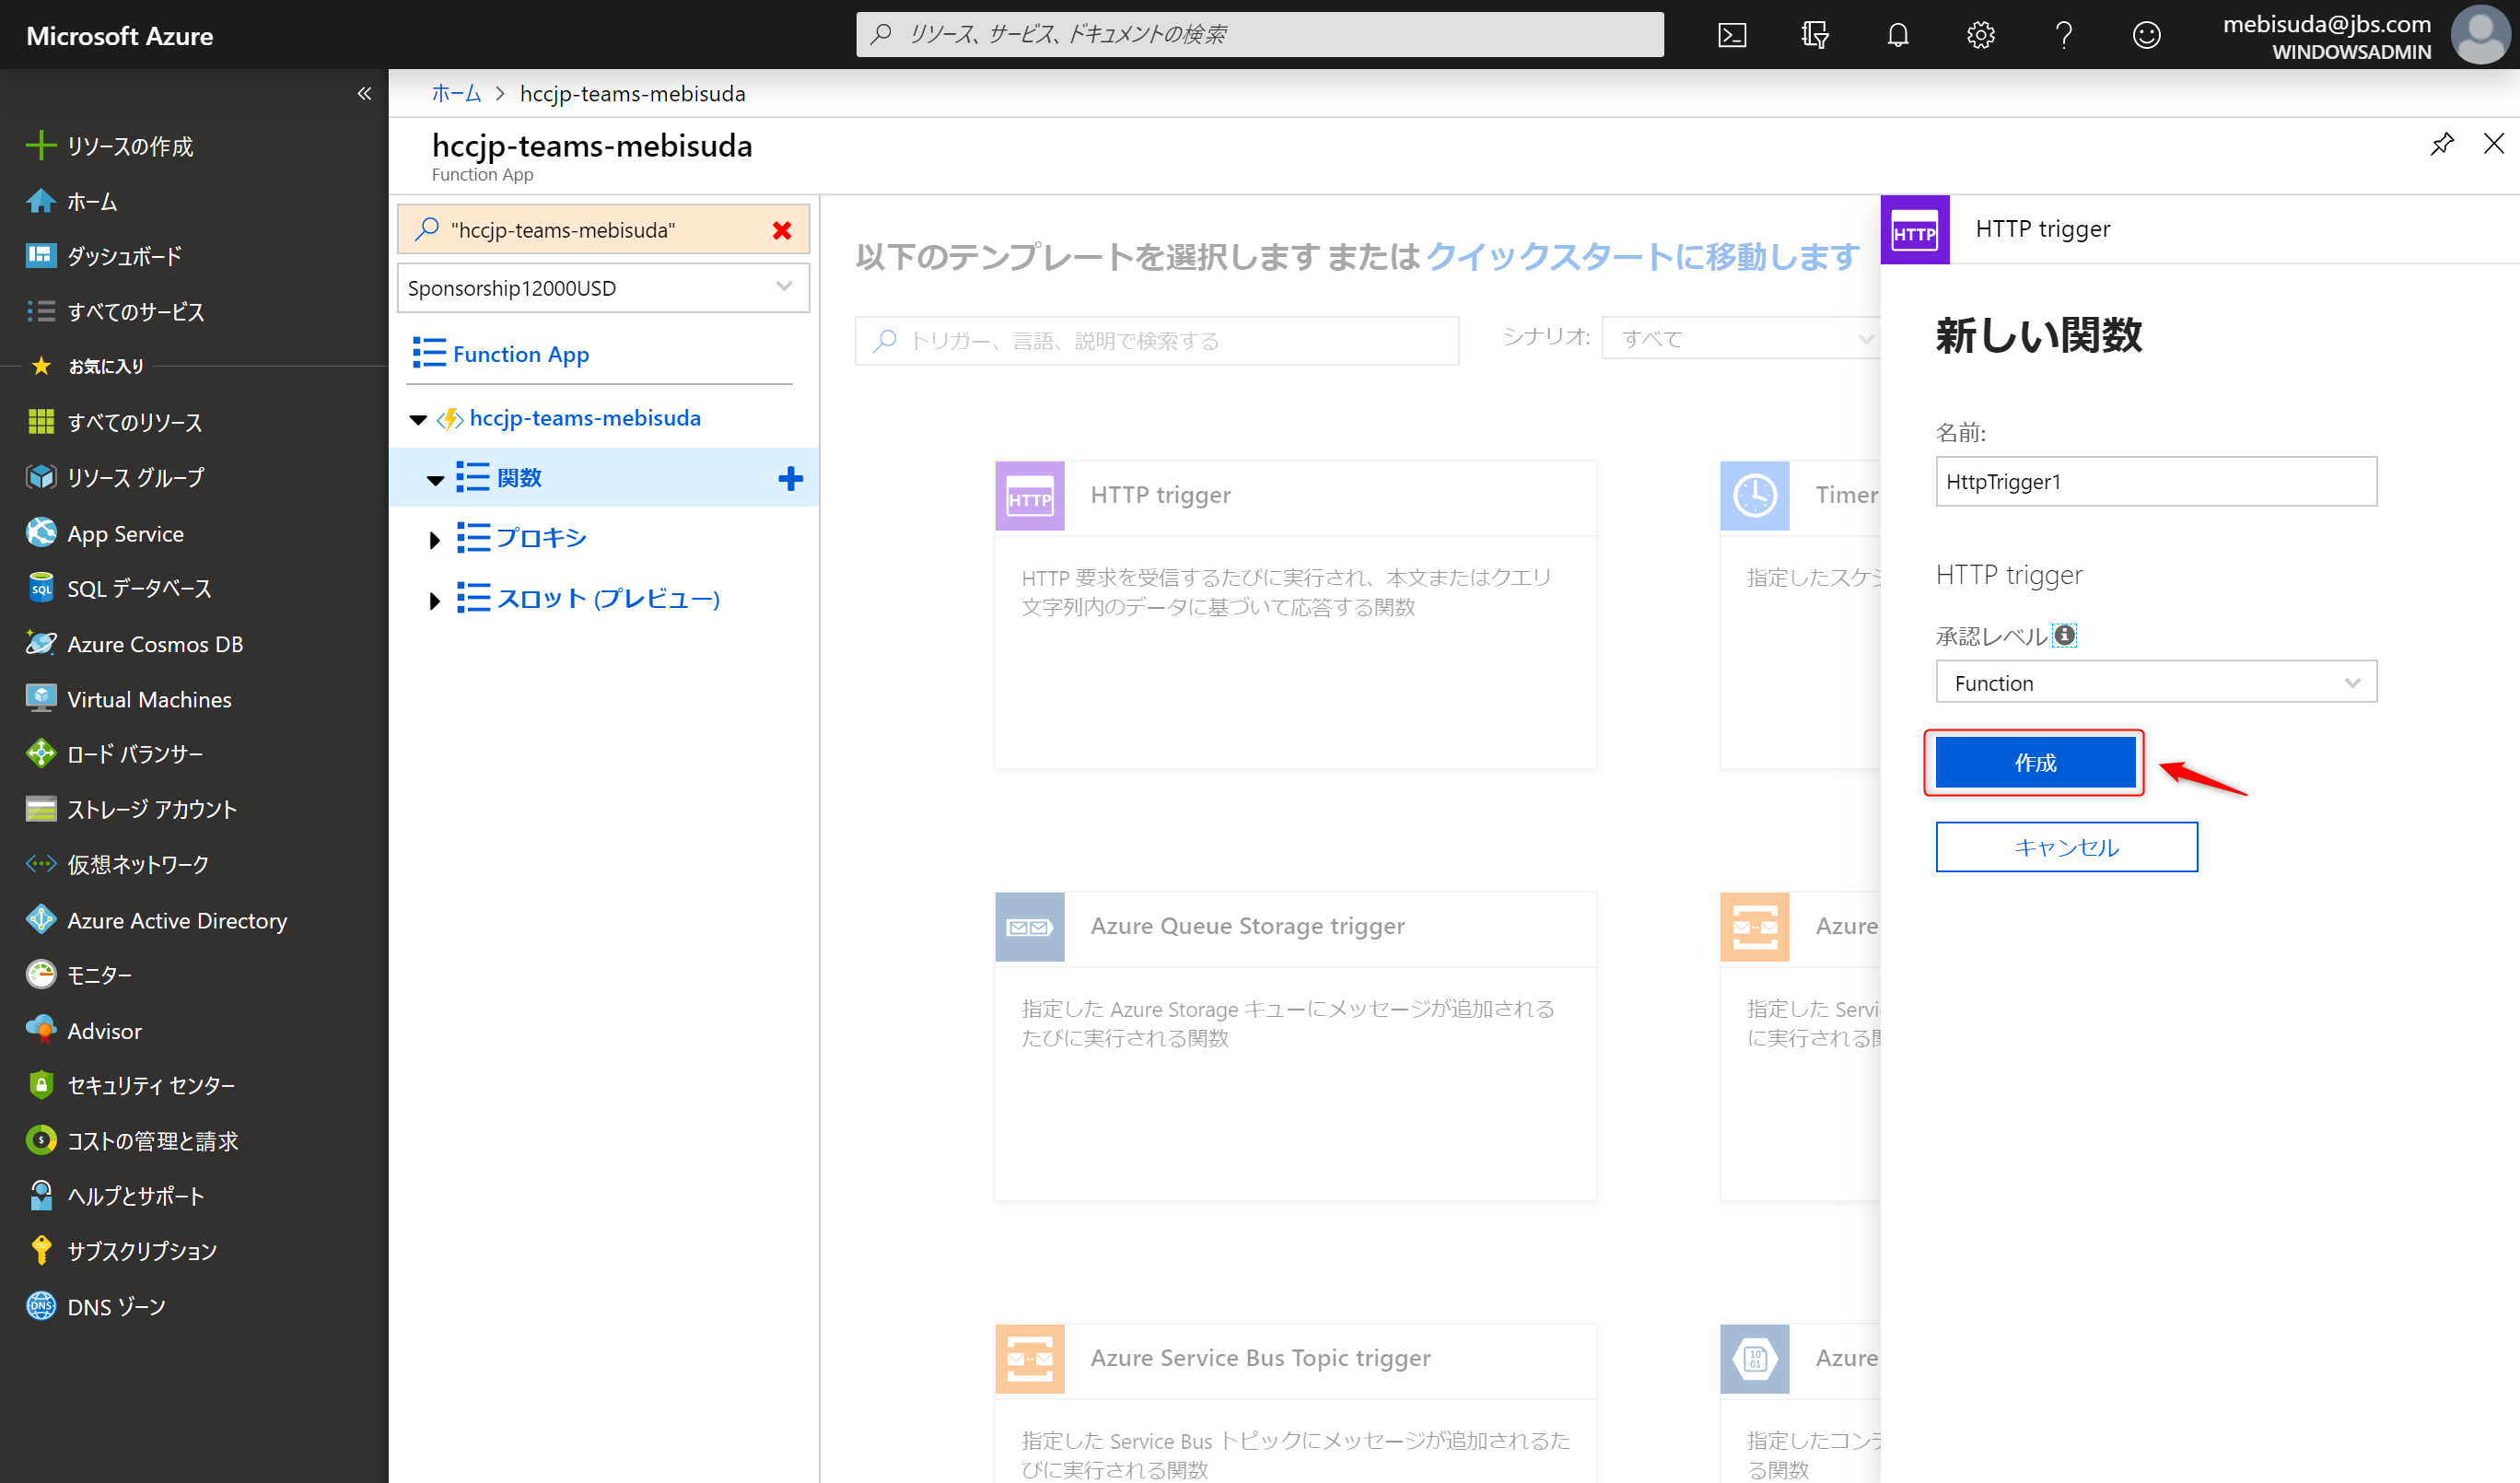 Microsoft Azure
リソース、サービス、ドキュメントの検索
mebisuda@jbs.com
WINDOWSADMIN
リソースの作成
ホーム
ダッシュボード
すべてのサービス
お気に入り
すべてのリソース
リソース グループ
App Service
SQL
SQL データベース
Azure Cosmos DB
Virtual Machines
ロード バランサー
ストレージ アカウント
仮想ネットワーク
Azure Active Directory
モニター
Advisor
セキュリティ センター
コストの管理と請求
ヘルプとサポート
サブスクリプション
DNS
DNS ゾーン
ホーム > hccjp-teams-mebisuda
hccjp-teams-mebisuda
Function App
"hccjp-teams-mebisuda"
Sponsorship12000USD
Function App
hccjp-teams-mebisuda
関数
プロキシ
スロット (プレビュー)
以下のテンプレートを選択します または クイックスタートに移動します
トリガー、言語、説明で検索する
シナリオ:
すべて
HTTP
HTTP trigger
HTTP 要求を受信するたびに実行され、本文またはクエリ
文字列内のデータに基づいて応答する関数
Timer
指定したスケジ
Azure Queue Storage trigger
指定した Azure Storage キューにメッセージが追加される
たびに実行される関数
Azure
指定した Servi
に実行される関
Azure Service Bus Topic trigger
指定した Service Bus トピックにメッセージが追加されるた
びに実行される関数
10
01
Azure
指定したコンテ
る関数
HTTP
HTTP trigger
新しい関数
名前:
HttpTrigger1
HTTP trigger
承認レベル
Function
作成
キャンセル